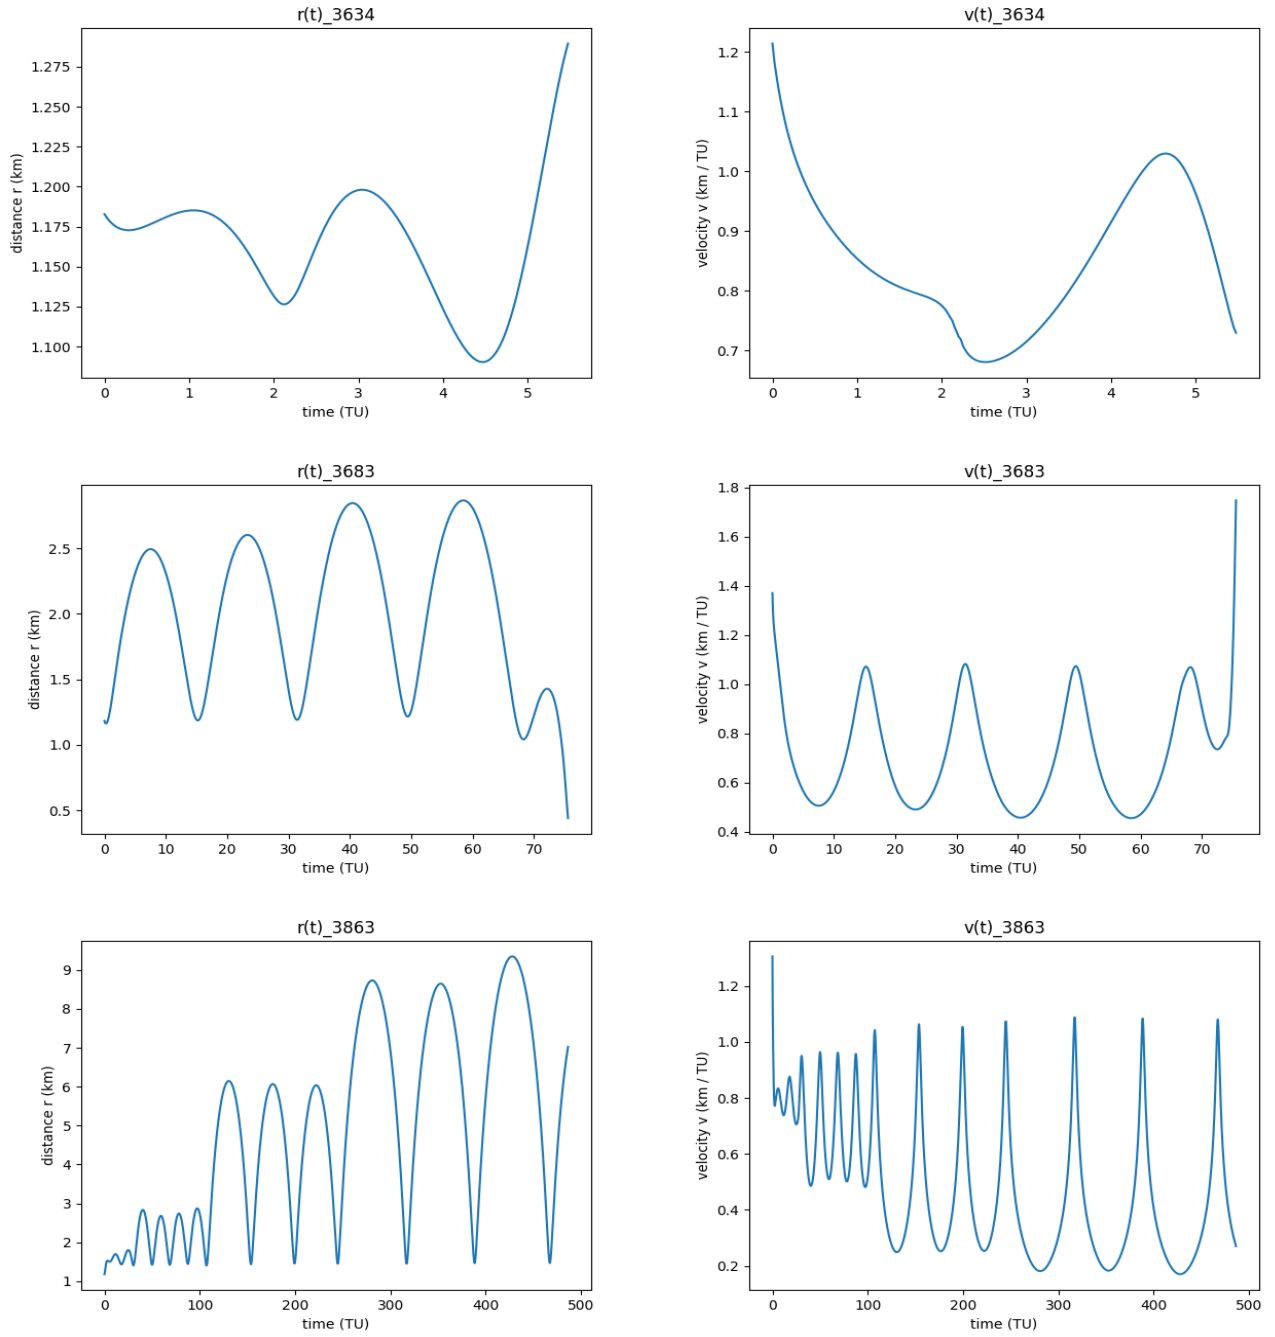 r(t)_3634
distance r (km)
1.275
1.250
1.225
1.200
1.175
1.150
1.125
1.100
0 1 2 3 4 5
time (TU)
v(t)_3634
velocity v (km / TU)
1.2
1.1
1.0
0.9
0.8
0.7
0 1 2 3 4 5
time (TU)
r(t)_3683
distance r (km)
2.5
2.0
1.5
1.0
0.5
0 10 20 30 40 50 60 70
time (TU)
v(t)_3683
velocity v (km / TU)
1.8
1.6
1.4
1.2
1.0
0.8
0.6
0.4
0 10 20 30 40 50 60 70
time (TU)
r(t)_3863
distance r (km)
9
8
7
6
5
4
3
2
1
0 100 200 300 400 500
time (TU)
v(t)_3863
velocity v (km / TU)
1.2
1.0
0.8
0.6
0.4
0.2
0 100 200 300 400 500
time (TU)